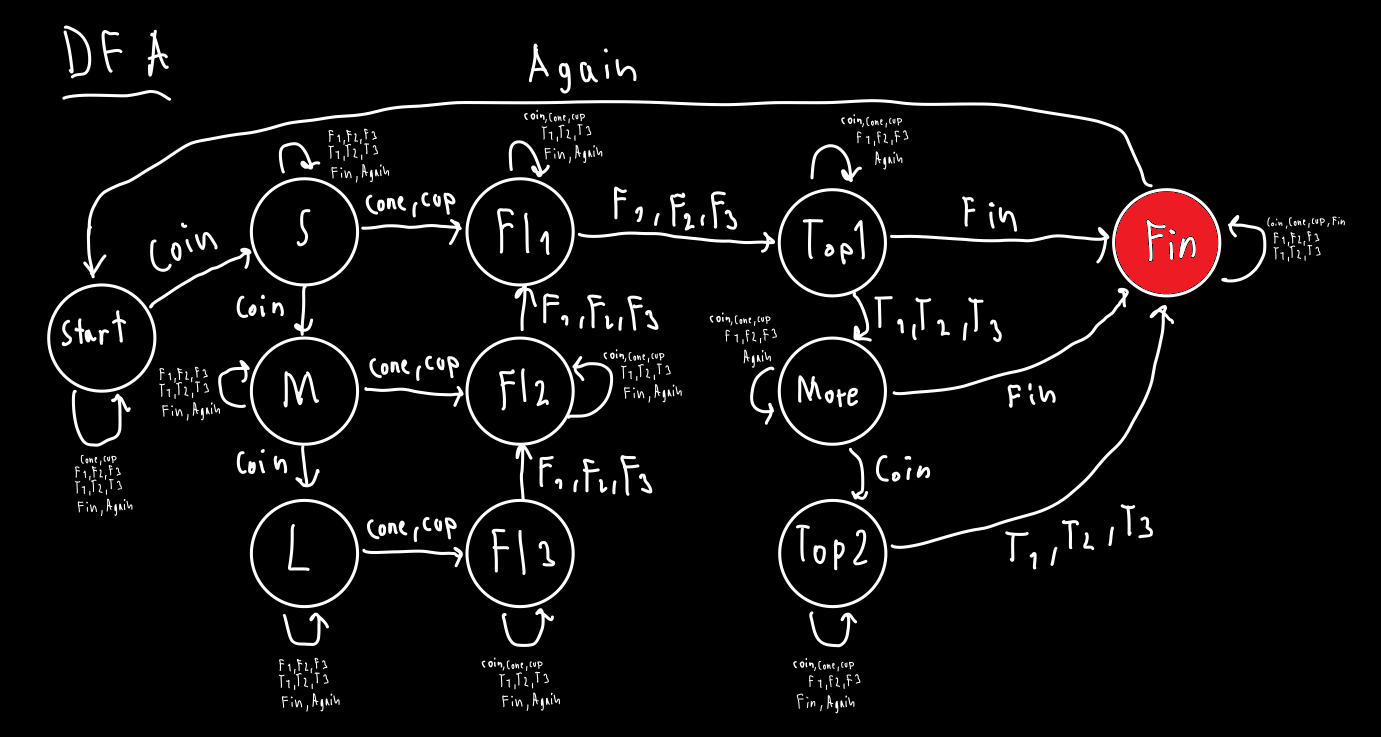 DFA
Again
coin, cone, cup
T1, T2, T3
Fin, Again
coin, cone, cup
F1, F2, F3
Again
F1, F2, F3
T1, T2, T3
Fin, Again
S
cone, cup
Fl1
F1, F2, F3
Top1
Fin
Fin
Coin, Cone, cup, Fin
F1, F2, F3
T1, T2, T3
Coin
Start
Cone, cup
F1, F2, F3
T1, T2, T3
Fin, Again
Coin
F1, F2, F3
T1, T2, T3
coin, cone, cup
F1, F2, F3
Again
F1, F2, F3
T1, T2, T3
Fin, Again
M
cone, cup
Fl2
coin, cone, cup
T1, T2, T3
Fin, Again
More
Fin
Coin
F1, F2, F3
Coin
L
cone, cup
Fl3
Top2
T1, T2, T3
F1, F2, F3
T1, T2, T3
Fin, Again
coin, cone, cup
T1, T2, T3
Fin, Again
coin, cone, cup
F1, F2, F3
Fin, Again